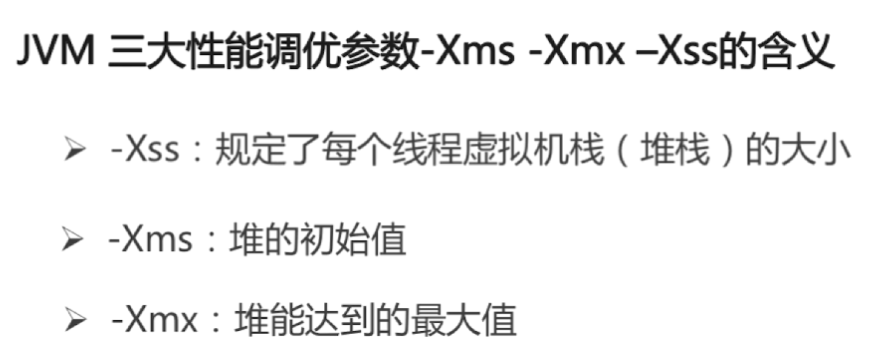 JVM 三大性能调优参数-Xms -Xmx –Xss的含义
➢ -Xss：规定了每个线程虚拟机栈（堆栈）的大小
➢ -Xms：堆的初始值
➢ -Xmx：堆能达到的最大值